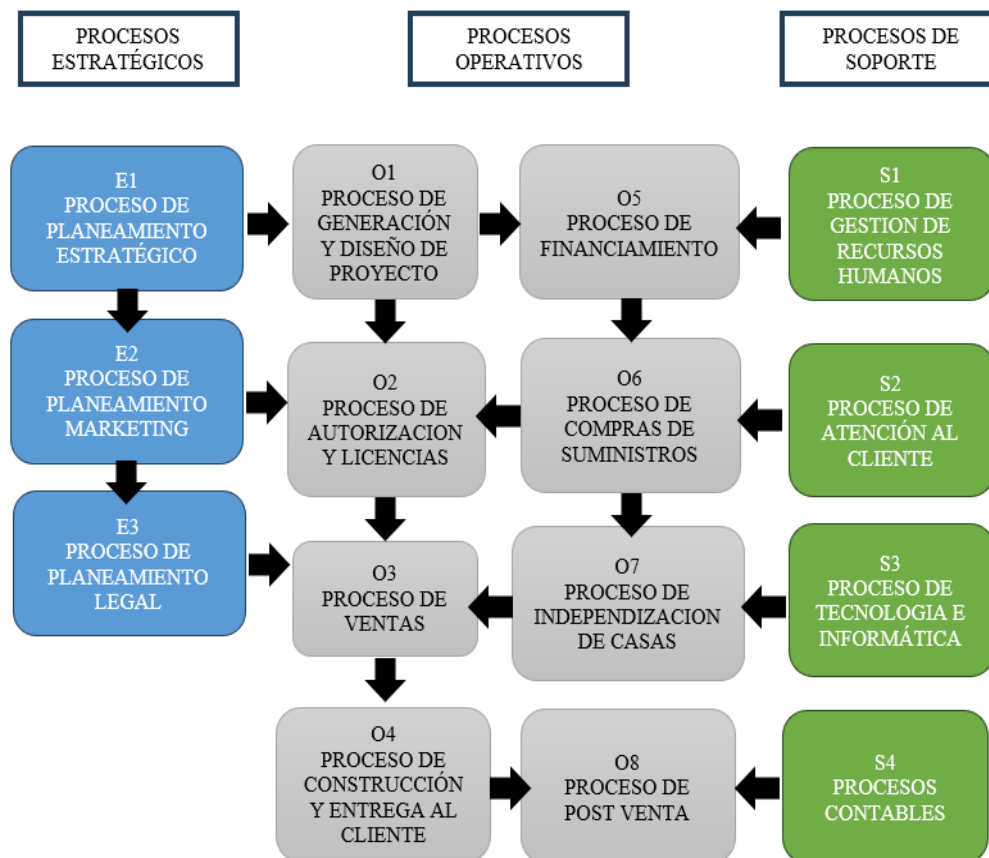 PROCESOS
ESTRATÉGICOS
PROCESOS
OPERATIVOS
PROCESOS DE
SOPORTE
E1
PROCESO DE
PLANEAMIENTO
ESTRATÉGICO
O1
PROCESO DE
GENERACIÓN
Y DISEÑO DE
PROYECTO
O5
PROCESO DE
FINANCIAMIENTO
S1
PROCESO DE
GESTION DE
RECURSOS
HUMANOS
E2
PROCESO DE
PLANEAMIENTO
MARKETING
O2
PROCESO DE
AUTORIZACION
Y LICENCIAS
O6
PROCESO DE
COMPRAS DE
SUMINISTROS
S2
PROCESO DE
ATENCIÓN AL
CLIENTE
E3
PROCESO DE
PLANEAMIENTO
LEGAL
O3
PROCESO DE
VENTAS
O7
PROCESO DE
INDEPENDIZACION
DE CASAS
S3
PROCESO DE
TECNOLOGIA E
INFORMÁTICA
O4
PROCESO DE
CONSTRUCCIÓN
Y ENTREGA AL
CLIENTE
O8
PROCESO DE
POST VENTA
S4
PROCESOS
CONTABLES